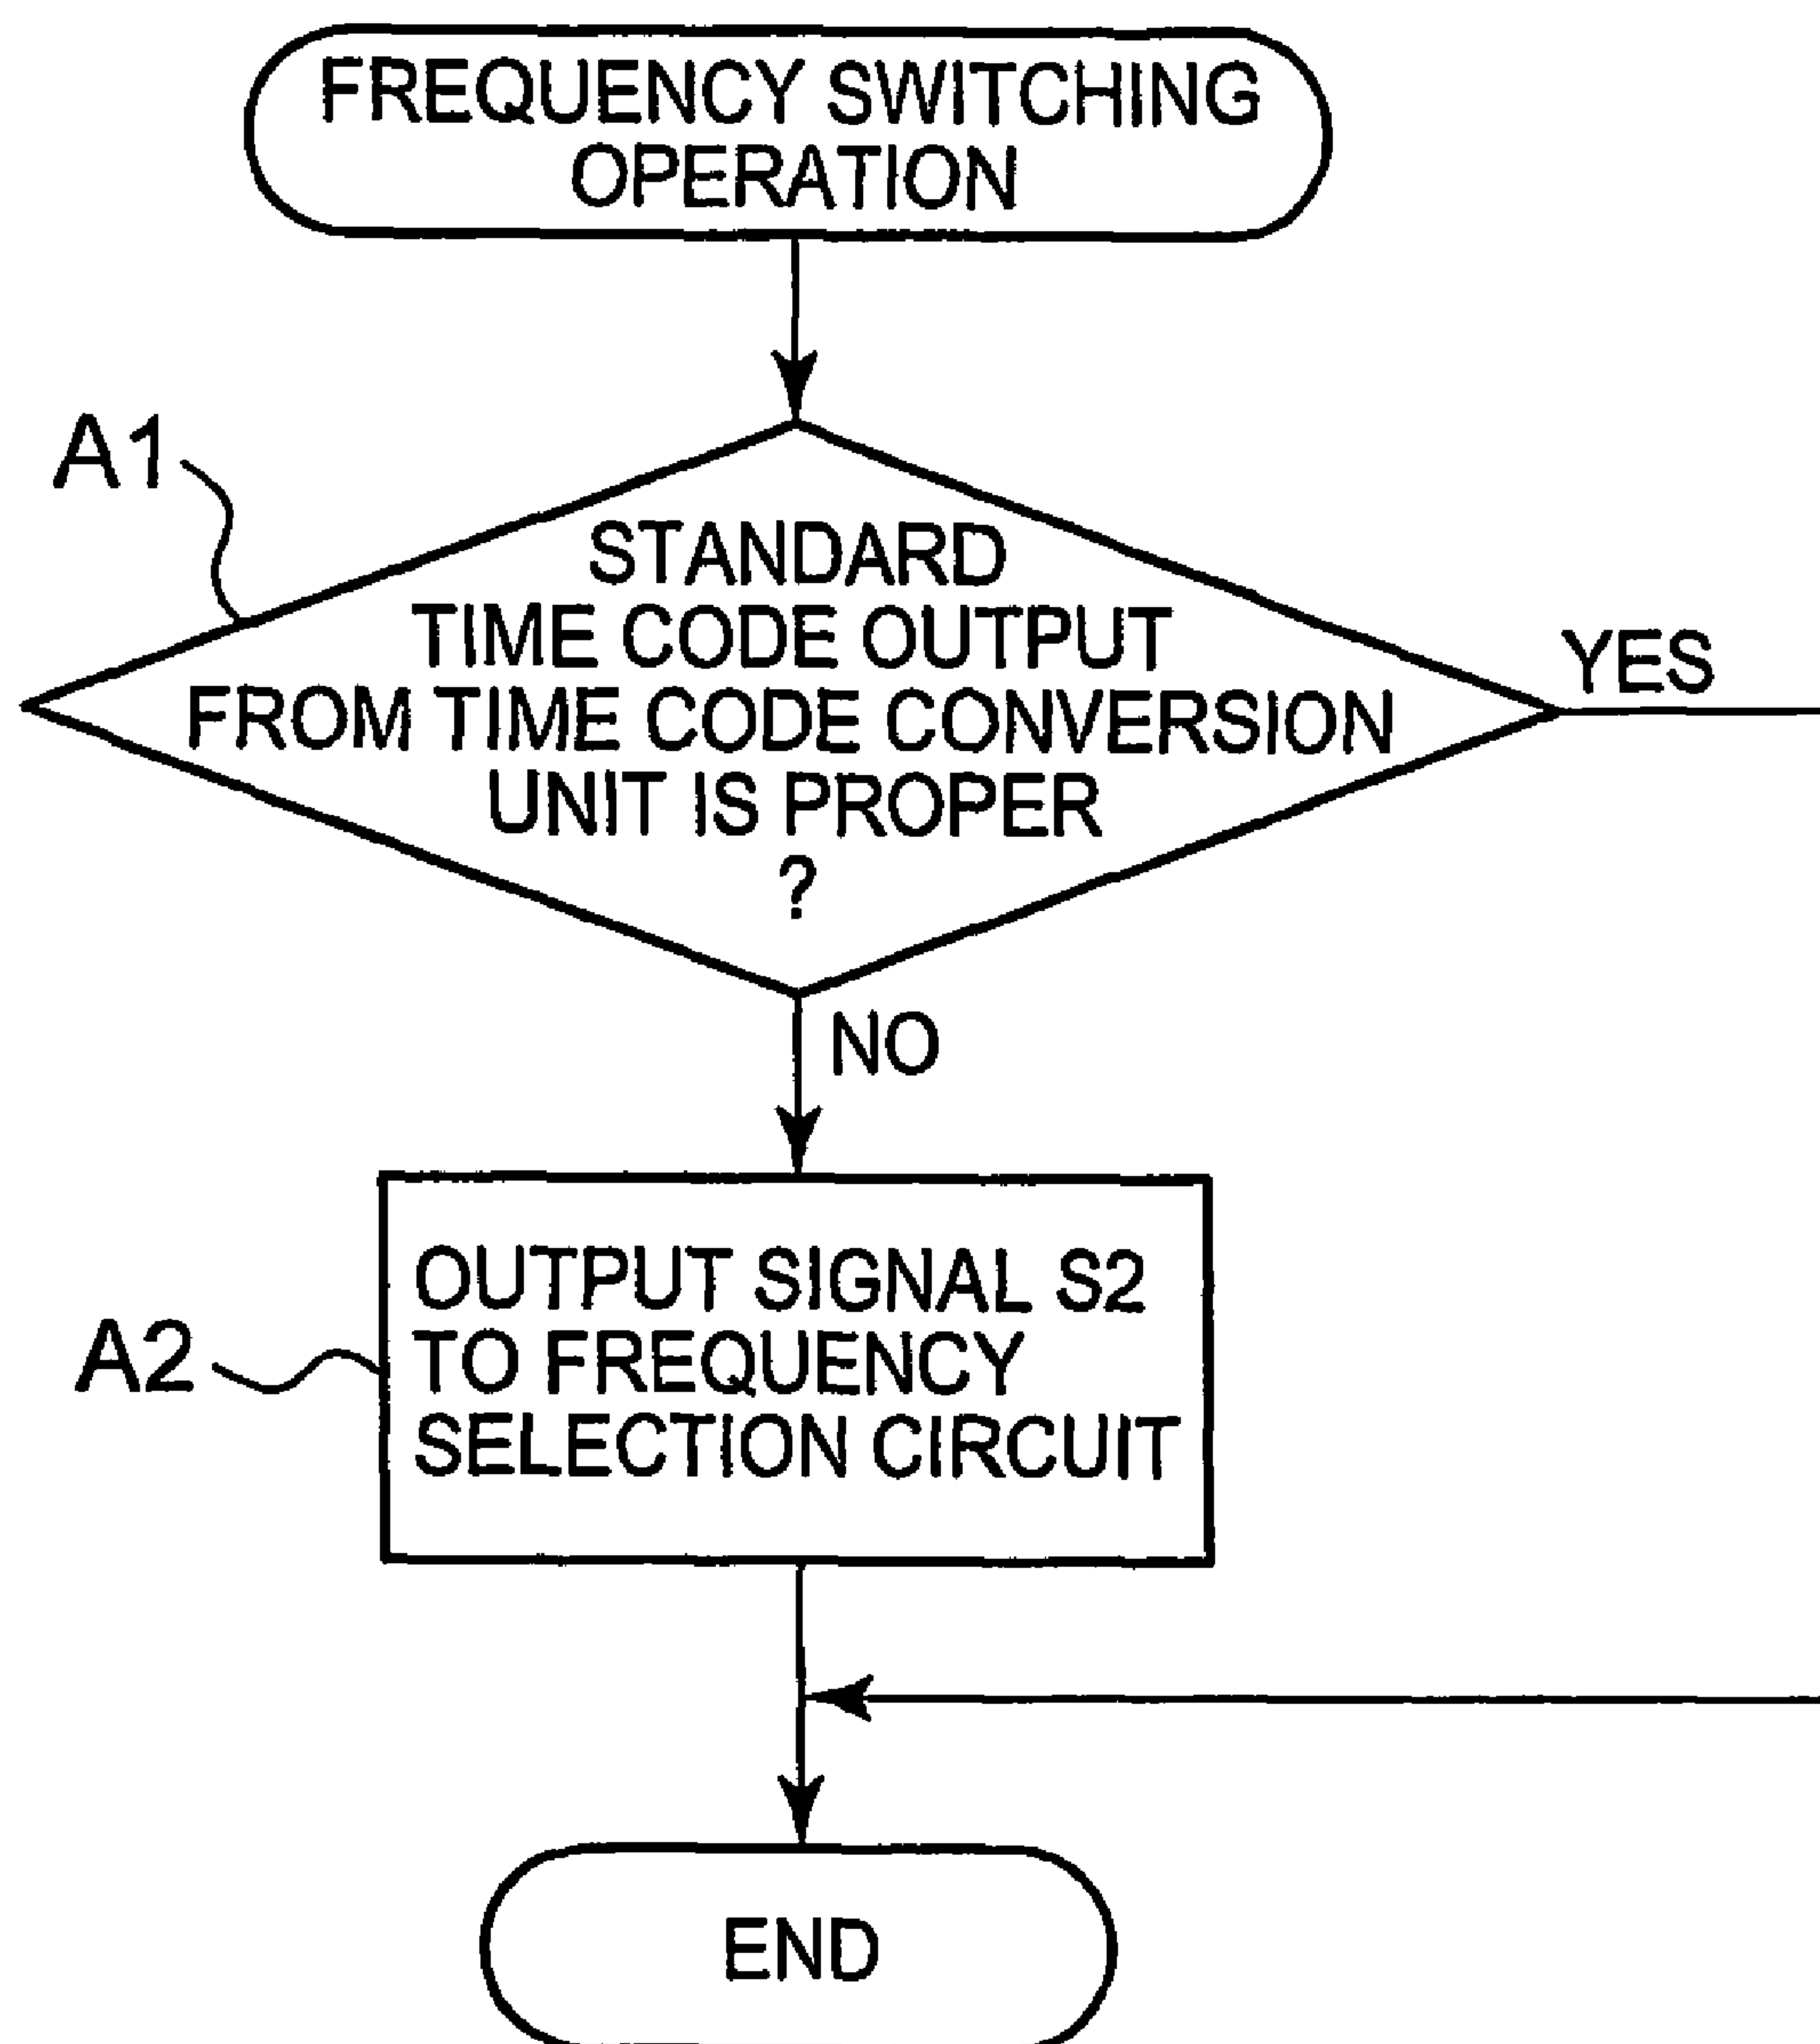 FREQUENCY SWITCHING
OPERATION
A1
STANDARD
TIME CODE OUTPUT
FROM TIME CODE CONVERSION
UNIT IS PROPER
?
YES
NO
A2
OUTPUT SIGNAL S2
TO FREQUENCY
SELECTION CIRCUIT
END